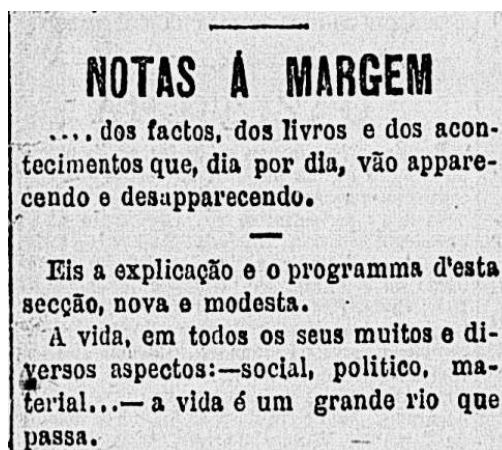 NOTAS Á MARGEM
.... dos factos, dos livros e dos acon-
tecimentos que, dia por dia, vão appare-
cendo e desapparecendo.
Eis a explicação e o programma d'esta
secção, nova e modesta.
A vida, em todos os seus muitos e di-
versos aspectos:—social, politico, ma-
terial...— a vida é um grande rio que
passa.